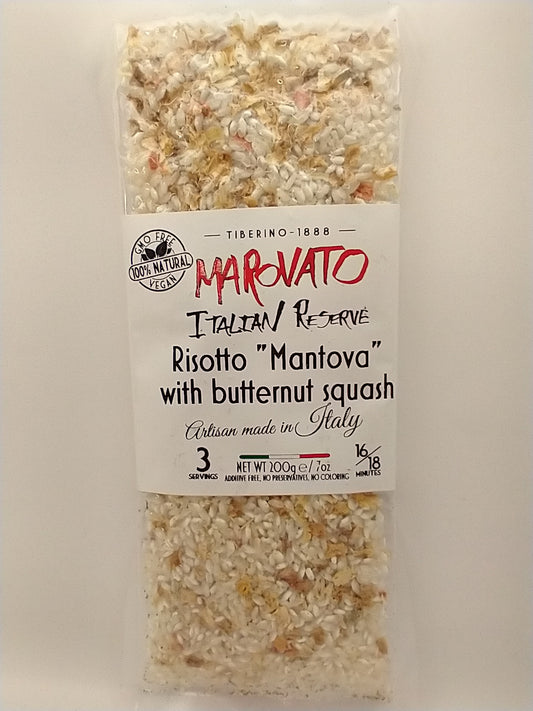 TIBERINO-1888
GMO FREE
100% NATURAL
VEGAN
MAROVATO
ITALIAN RESERVE
Risotto "Mantova"
with butternut squash
Artisan made in Italy
3
SERVINGS
NET WT 200g e / 7oz
ADDITIVE FREE, NO PRESERVATIVES, NO COLORING
16/18
MINUTES